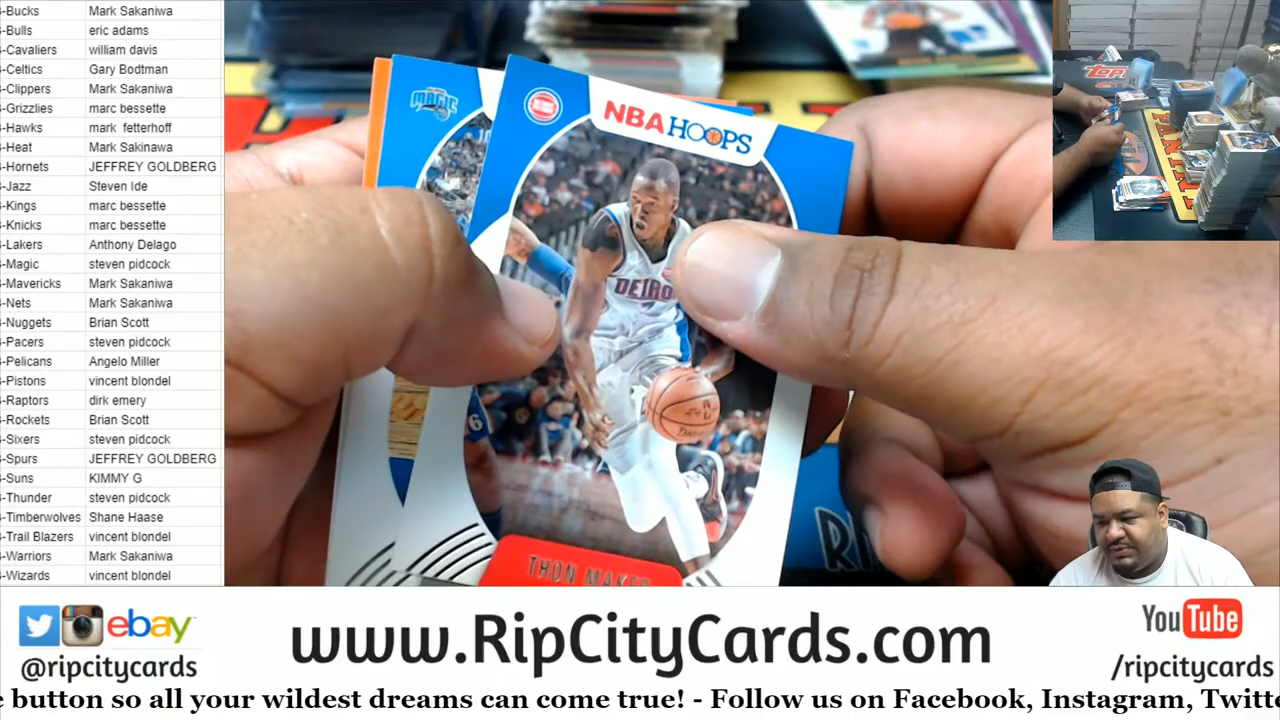 -Bucks Mark Sakaniwa
-Bulls eric adams
-Cavaliers william davis
-Celtics Gary Bodtman
-Clippers Mark Sakaniwa
-Grizzlies marc bessette
-Hawks mark fetterhoff
-Heat Mark Sakinawa
-Hornets JEFFREY GOLDBERG
-Jazz Steven Ide
-Kings marc bessette
-Knicks marc bessette
-Lakers Anthony Delago
-Magic steven pidcock
-Mavericks Mark Sakaniwa
-Nets Mark Sakaniwa
-Nuggets Brian Scott
-Pacers steven pidcock
-Pelicans Angelo Miller
-Pistons vincent blondel
-Raptors dirk emery
-Rockets Brian Scott
-Sixers steven pidcock
-Spurs JEFFREY GOLDBERG
-Suns KIMMY G
-Thunder steven pidcock
-Timberwolves Shane Haase
-Trail Blazers vincent blondel
-Warriors Mark Sakaniwa
-Wizards vincent blondel
MAGIC
NBA HOOPS
DETRO
THON MAKER
TOPPS
ebay
@ripcitycards
www.RipCityCards.com
YouTube
/ripcitycards
e button so all your wildest dreams can come true! - Follow us on Facebook, Instagram, Twitt